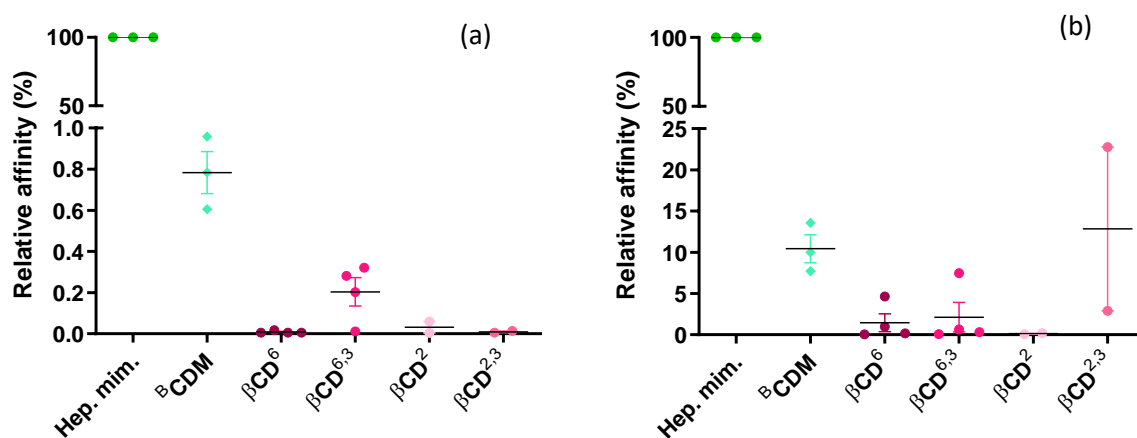 (a)
Relative affinity (%)
100
50
1.0
0.8
0.6
0.4
0.2
0.0
Hep. mim.
ᴮCDM
βCD⁶
βCD⁶,³
βCD²
βCD²,³
(b)
Relative affinity (%)
100
50
25
20
15
10
5
0
Hep. mim.
ᴮCDM
βCD⁶
βCD⁶,³
βCD²
βCD²,³